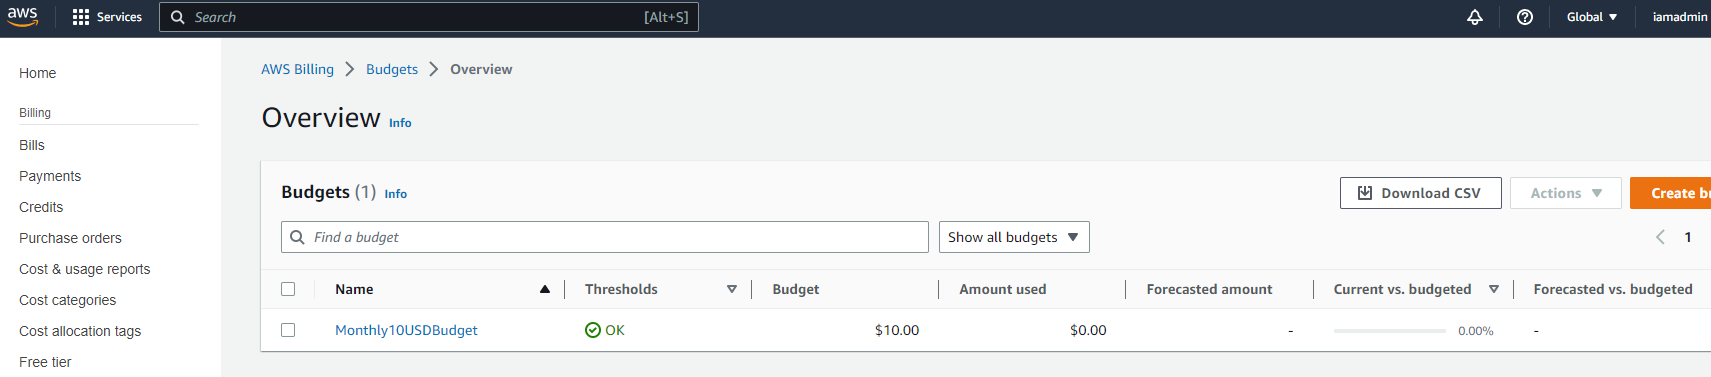 aws Services Search [Alt+S] Global iamadmin
AWS Billing Budgets Overview
Home
Billing
Bills
Payments
Credits
Purchase orders
Cost & usage reports
Cost categories
Cost allocation tags
Free tier
Overview Info
Budgets (1) Info Download CSV Actions Create b
Find a budget Show all budgets 1
Name Thresholds Budget Amount used Forecasted amount Current vs. budgeted Forecasted vs. budgeted
Monthly10USDBudget OK $10.00 $0.00 - 0.00% -